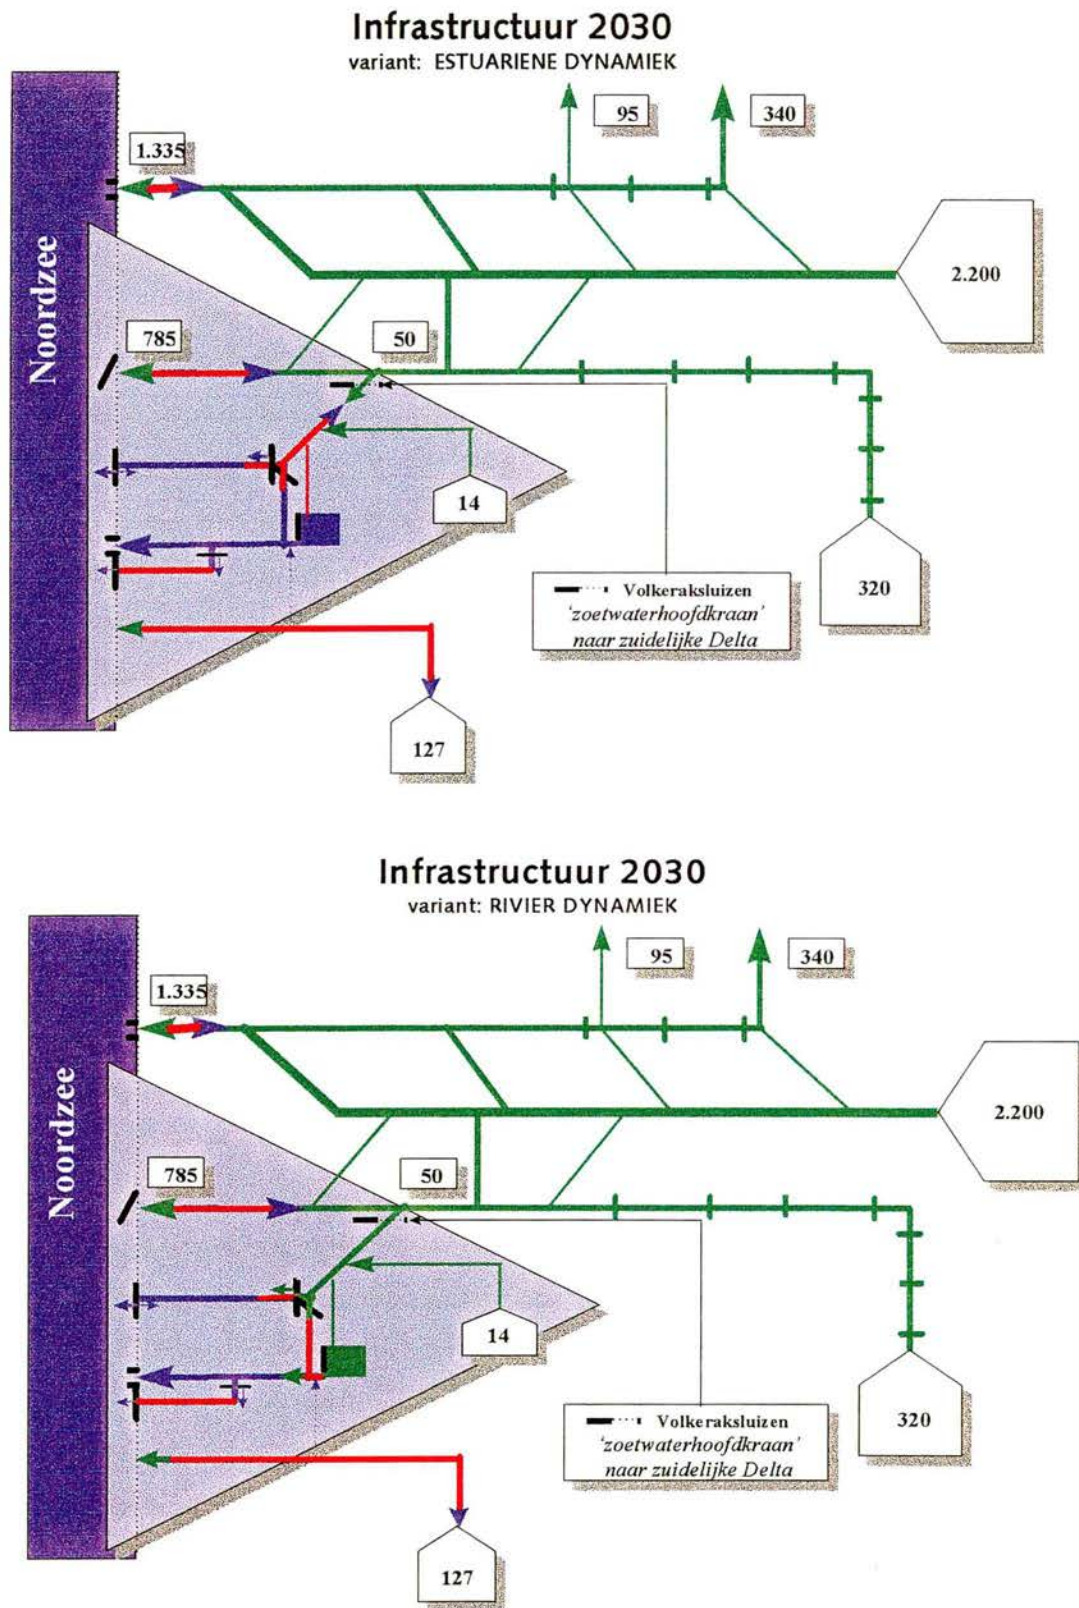 Infrastructuur 2030
variant: ESTUARIENE DYNAMIEK
95
340
1.335
Noordzee
2.200
785
50
14
320
Volkeraksluizen
'zoetwaterhoofdkraan'
naar zuidelijke Delta
127
Infrastructuur 2030
variant: RIVIER DYNAMIEK
95
340
1.335
Noordzee
2.200
785
50
14
320
Volkeraksluizen
'zoetwaterhoofdkraan'
naar zuidelijke Delta
127